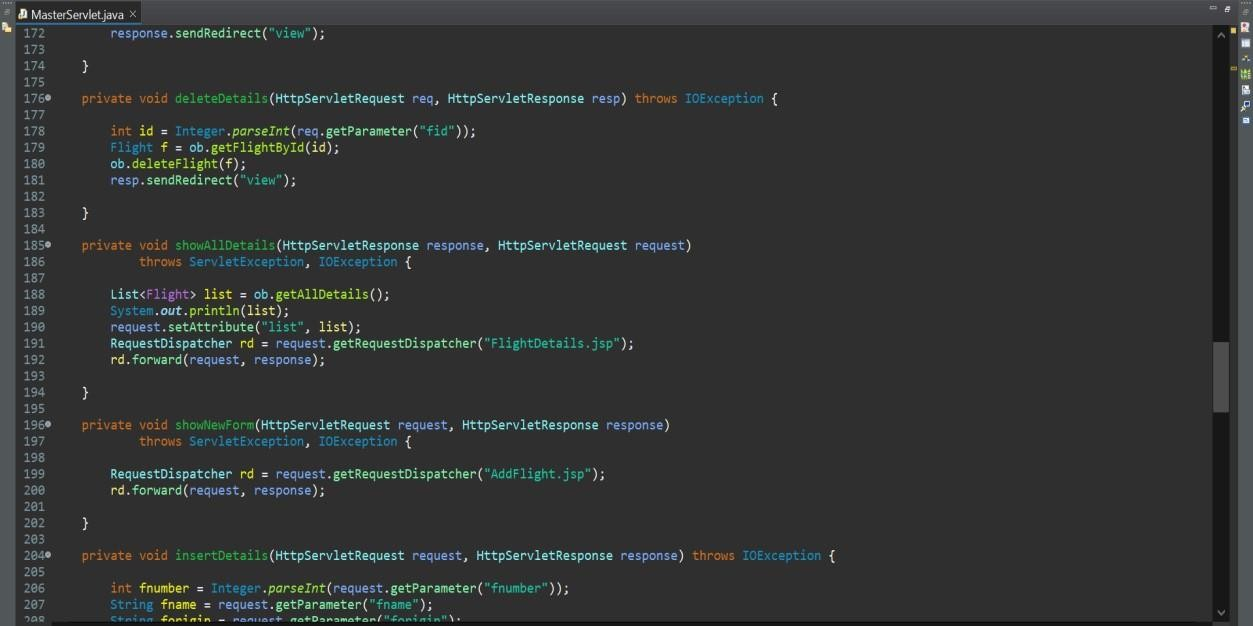 MasterServlet.java
172 response.sendRedirect("view");
173
174 }
175
176 private void deleteDetails(HttpServletRequest req, HttpServletResponse resp) throws IOException {
177
178 int id = Integer.parseInt(req.getParameter("fid"));
179 Flight f = ob.getFlightById(id);
180 ob.deleteFlight(f);
181 resp.sendRedirect("view");
182
183 }
184
185 private void showAllDetails(HttpServletResponse response, HttpServletRequest request)
186 throws ServletException, IOException {
187
188 List<Flight> list = ob.getAllDetails();
189 System.out.println(list);
190 request.setAttribute("list", list);
191 RequestDispatcher rd = request.getRequestDispatcher("FlightDetails.jsp");
192 rd.forward(request, response);
193
194 }
195
196 private void showNewForm(HttpServletRequest request, HttpServletResponse response)
197 throws ServletException, IOException {
198
199 RequestDispatcher rd = request.getRequestDispatcher("AddFlight.jsp");
200 rd.forward(request, response);
201
202 }
203
204 private void insertDetails(HttpServletRequest request, HttpServletResponse response) throws IOException {
205
206 int fnumber = Integer.parseInt(request.getParameter("fnumber"));
207 String fname = request.getParameter("fname");
208 String forigin = request.getParameter("forigin");